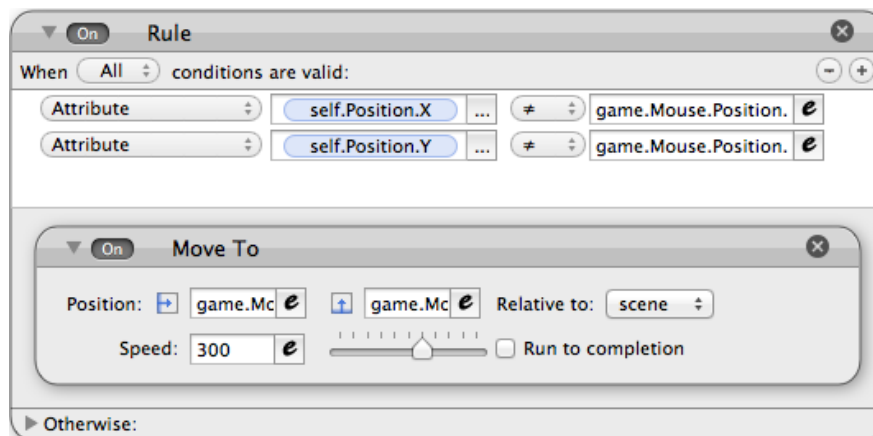 On Rule
When All conditions are valid:
Attribute self.Position.X ... ≠ game.Mouse.Position. e
Attribute self.Position.Y ... ≠ game.Mouse.Position. e
On Move To
Position: game.Mc e game.Mc e Relative to: scene
Speed: 300 e Run to completion
Otherwise: